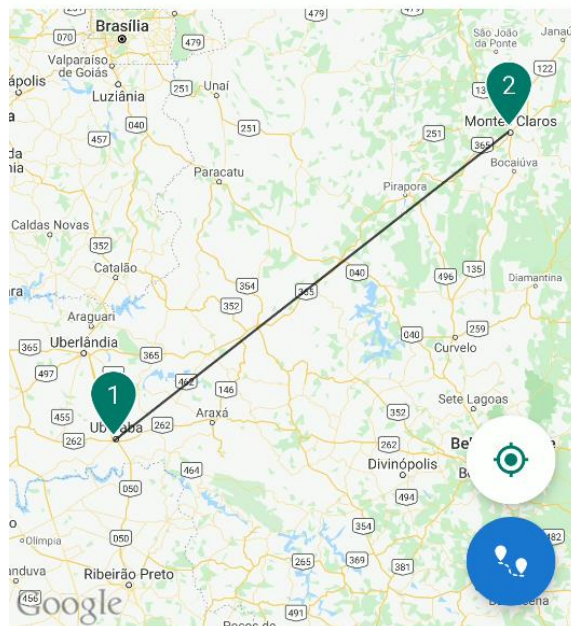 Brasília
São João
da Ponte
Janaú
070
479
479
Valparaíso
de Goiás
Luziânia
Unaí
251
122
2
040
251
251
Montes Claros
457
365
Bocaiúva
Paracatu
Pirapora
Caldas Novas
352
Catalão
040
496
135
354
365
352
Diamantina
Araguari
Uberlândia
365
365
040
259
Curvelo
497
462
146
1
Sete Lagoas
455
Araxá
352
262
262
262
Divinópolis
464
050
494
Olímpia
050
354
482
265
369
381
Ribeirão Preto
456
491
Google